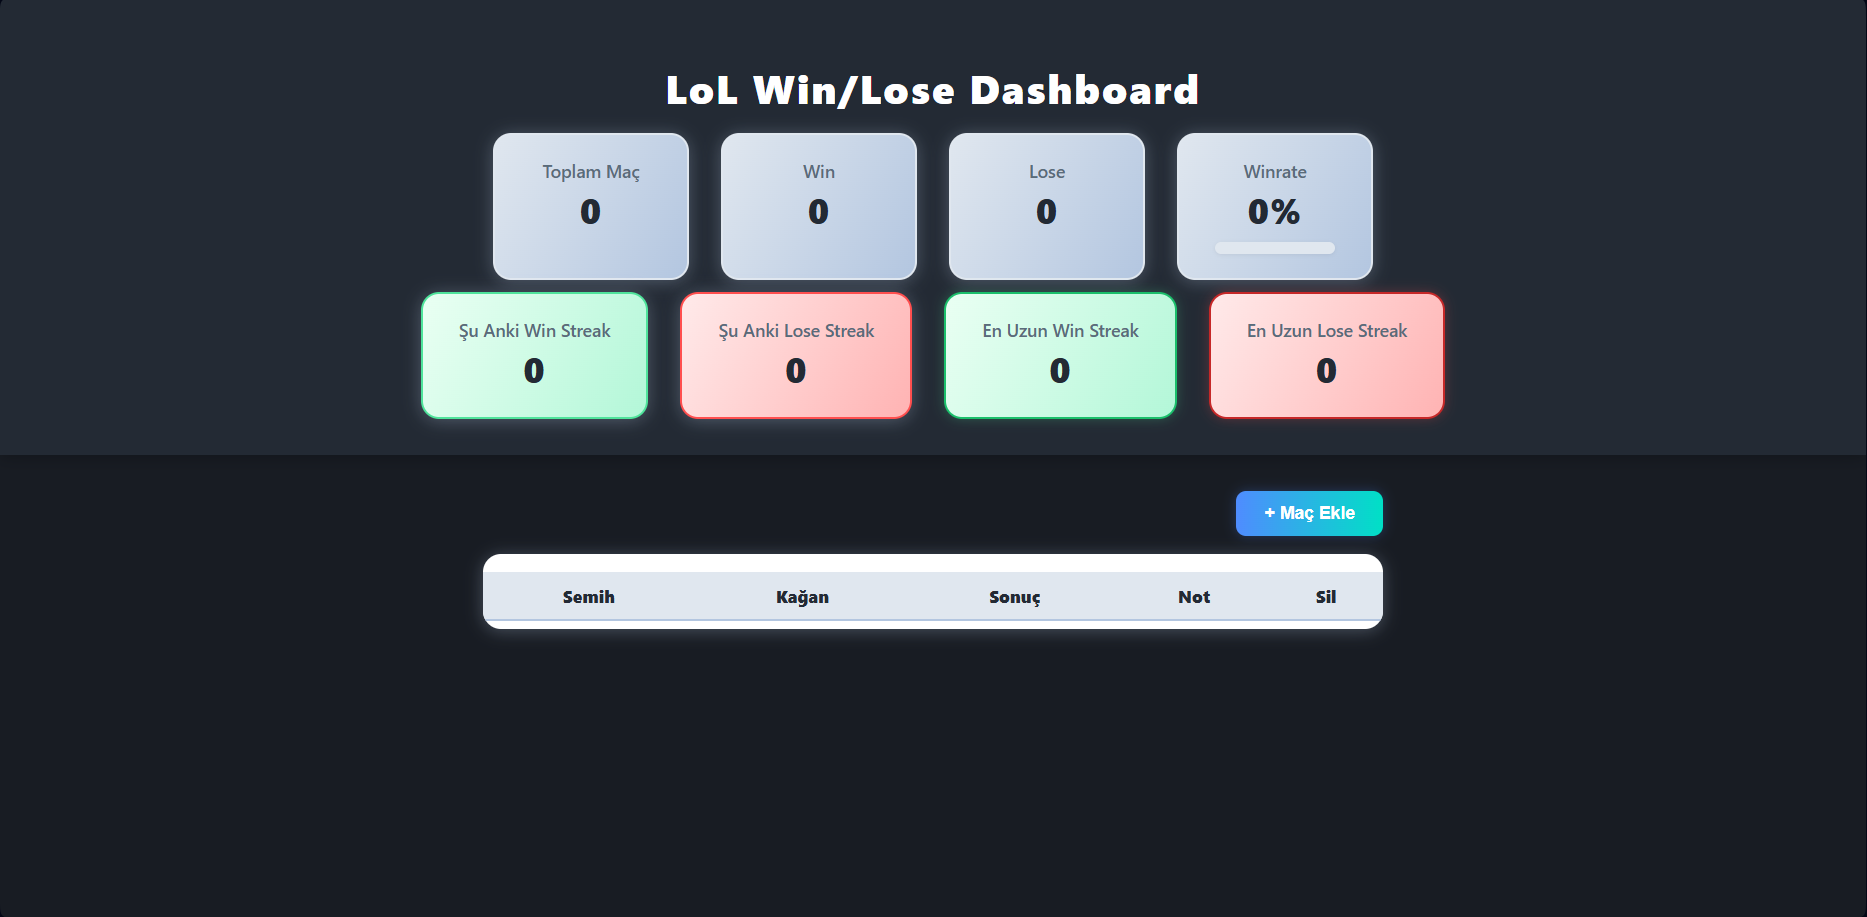 LoL Win/Lose Dashboard
Toplam Maç
0
Win
0
Lose
0
Winrate
0%
Şu Anki Win Streak
0
Şu Anki Lose Streak
0
En Uzun Win Streak
0
En Uzun Lose Streak
0
+ Maç Ekle
Semih Kağan Sonuç Not Sil